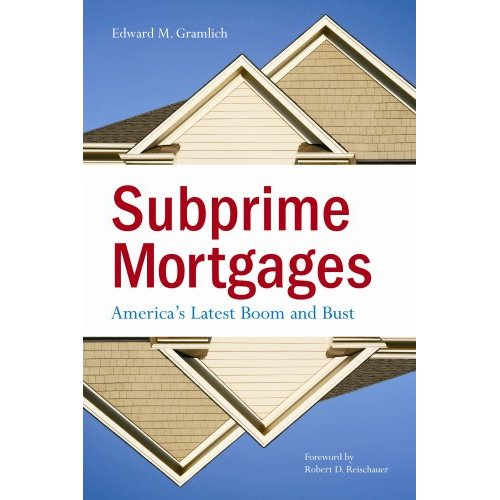 Edward M. Gramlich
Subprime
Mortgages
America's Latest Boom and Bust
Foreword by
Robert D. Reischauer